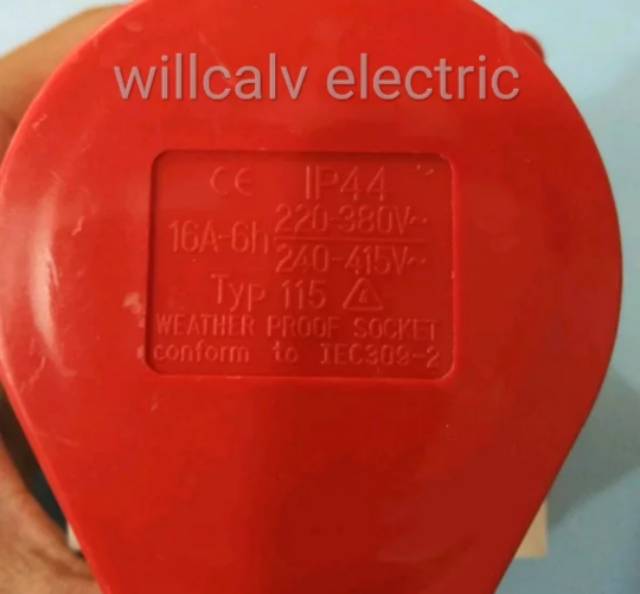 willcalv electric
CE IP44
16A-6h 220-380V~
240-415V~
Typ 115
WEATHER PROOF SOCKET
conform to IEC309-2